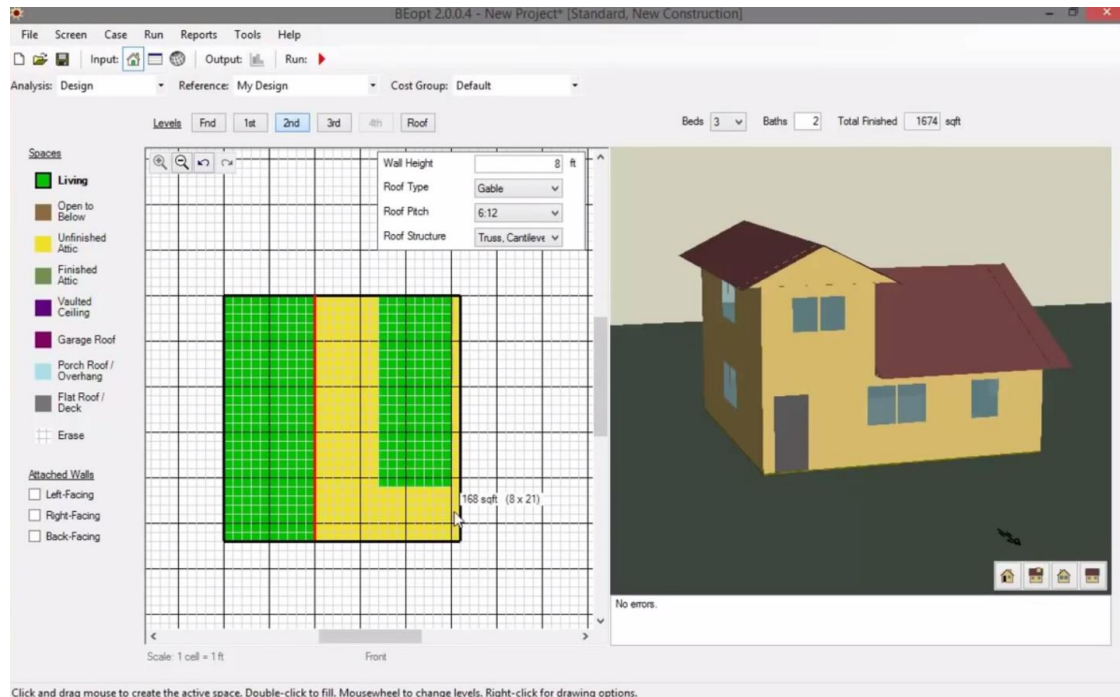 BEopt 2.0.0.4 - New Project* [Standard, New Construction]
File Screen Case Run Reports Tools Help
Input: Output: Run:
Analysis: Design Reference: My Design Cost Group: Default
Levels Fnd 1st 2nd 3rd 4th Roof Beds 3 Baths 2 Total Finished 1674 sqft
Spaces
Living
Open to
Below
Unfinished
Attic
Finished
Attic
Vaulted
Ceiling
Garage Roof
Porch Roof /
Overhang
Flat Roof /
Deck
Erase
Attached Walls
Left-Facing
Right-Facing
Back-Facing
Wall Height 8 ft
Roof Type Gable
Roof Pitch 6:12
Roof Structure Truss, Cantileve
168 sqft (8 x 21)
Scale: 1 cell = 1 ft Front
No errors.
Click and drag mouse to create the active space. Double-click to fill. Mousewheel to change levels. Right-click for drawing options.